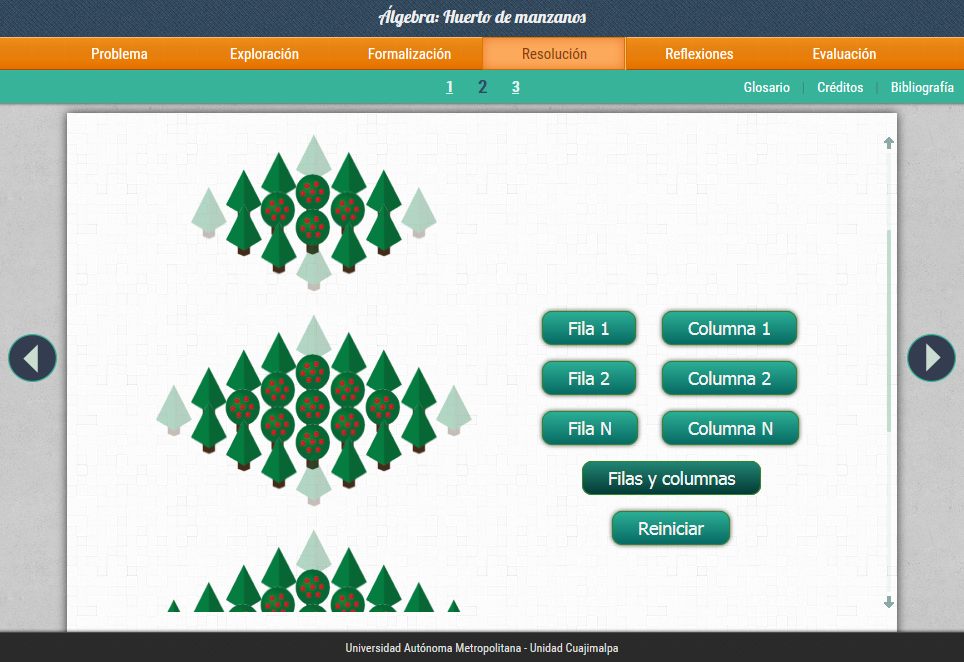 Álgebra: Huerto de manzanos
Problema Exploración Formalización Resolución Reflexiones Evaluación
1 2 3 Glosario Créditos Bibliografía
Fila 1 Columna 1
Fila 2 Columna 2
Fila N Columna N
Filas y columnas
Reiniciar
Universidad Autónoma Metropolitana - Unidad Cuajimalpa